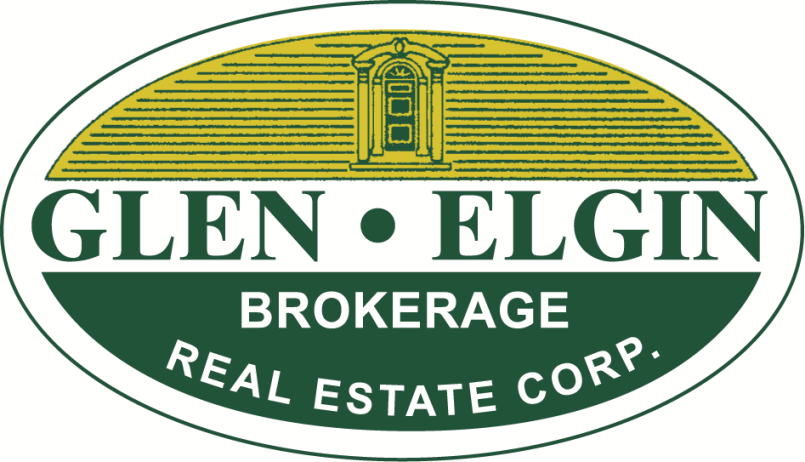 GLEN • ELGIN
BROKERAGE
REAL ESTATE CORP.